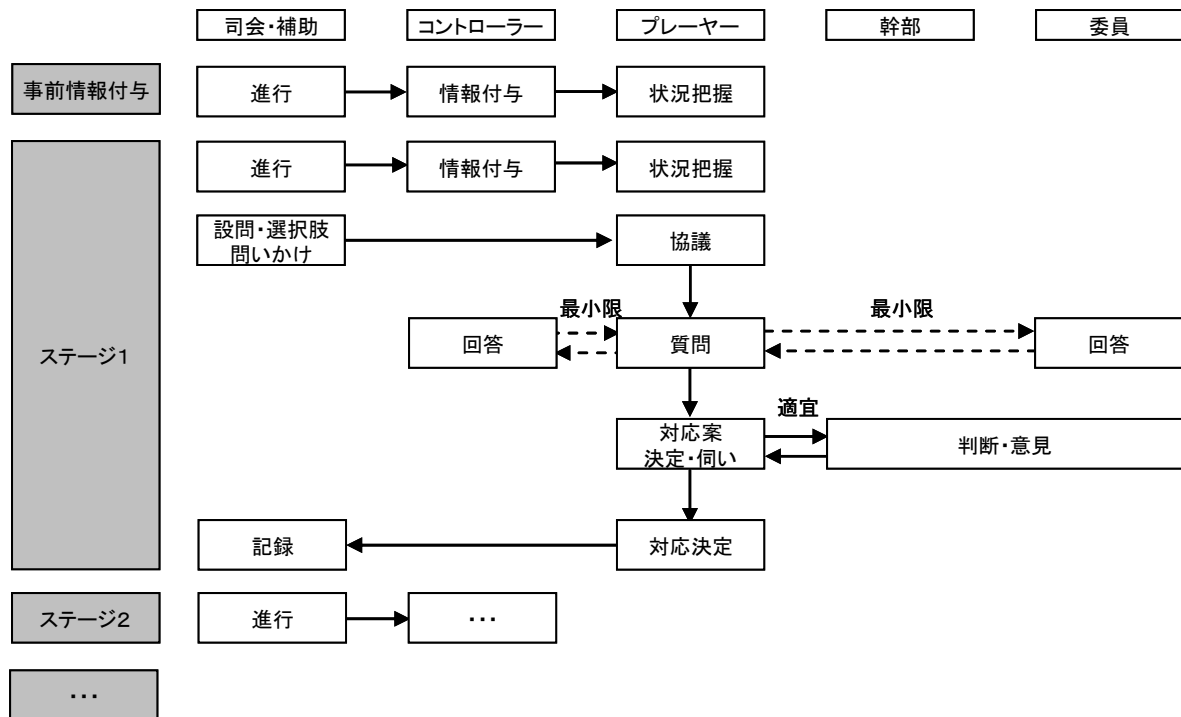 司会・補助
コントローラー
プレーヤー
幹部
委員
事前情報付与
進行
情報付与
状況把握
ステージ1
進行
情報付与
状況把握
設問・選択肢
問いかけ
協議
最小限
最小限
回答
質問
回答
適宜
対応案
決定・伺い
判断・意見
記録
対応決定
ステージ2
進行
・・・
・・・